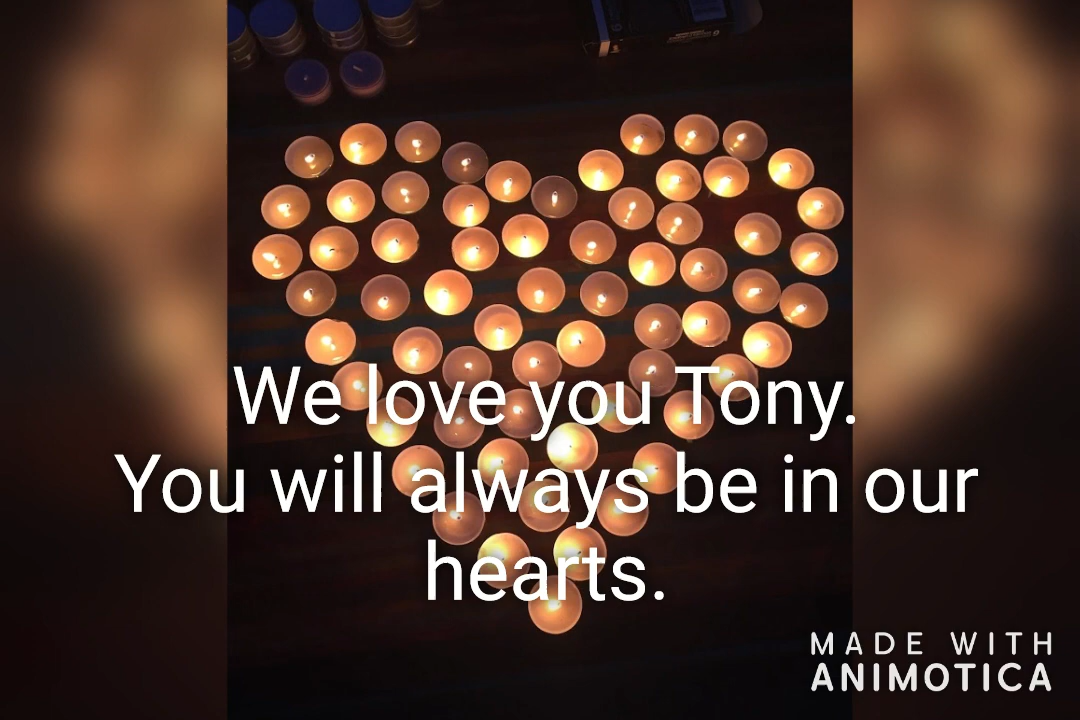 We love you Tony.
You will always be in our
hearts.
MADE WITH
ANIMOTICA